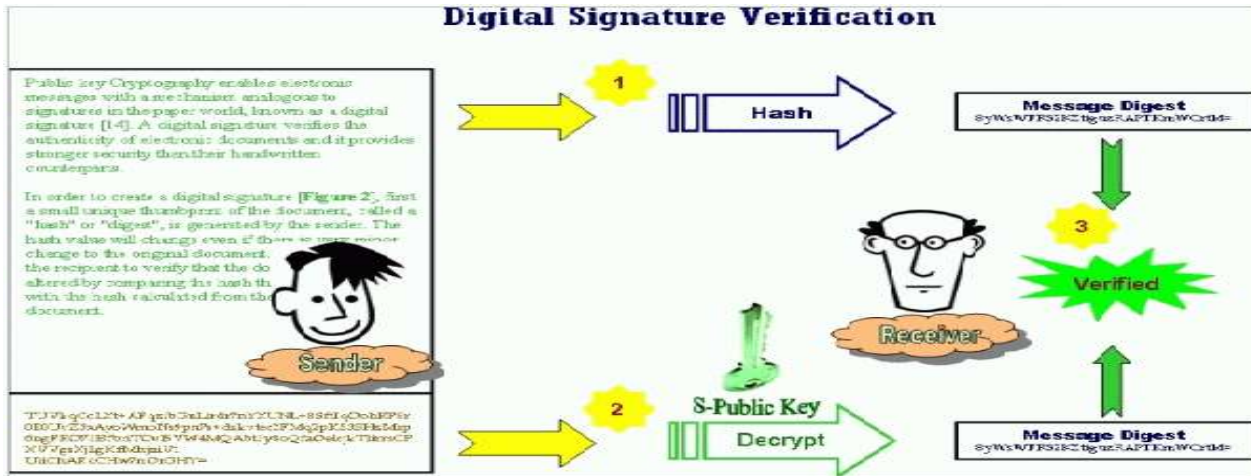 Digital Signature Verification
Public key Cryptography enables electronic
messages with a mechanism analogous to
signatures in the paper world, known as a digital
signature [14]. A digital signature verifies the
authenticity of electronic documents and it provides
stronger security than their handwritten
counterparts.
In order to create a digital signature [Figure 2], first
a small unique thumbprint of the document, called a
"hash" or "digest", is generated by the sender. The
hash value will change even if there is very minor
change to the original document.
the recipient to verify that the do
altered by comparing the hash th
with the hash calculated from the
document.
Sender
1
Hash
Message Digest
3
Verified
Receiver
2
S-Public Key
Decrypt
Message Digest